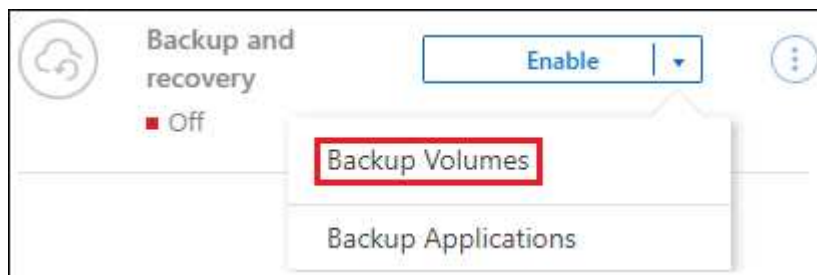 Backup and
recovery
Off
Enable
Backup Volumes
Backup Applications